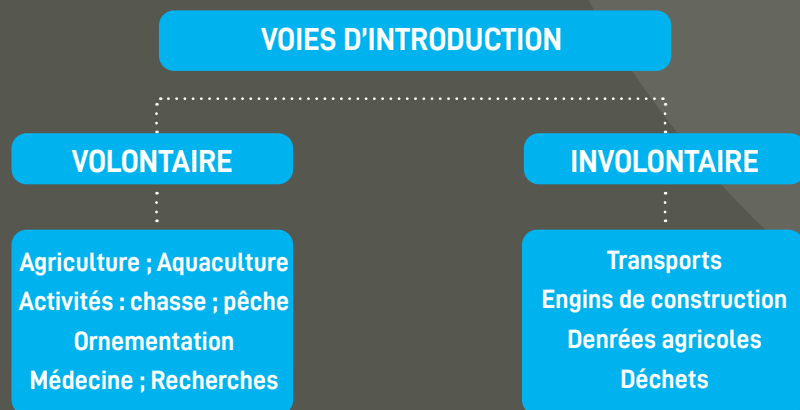 VOIES D'INTRODUCTION
VOLONTAIRE
Agriculture ; Aquaculture
Activités : chasse ; pêche
Ornementation
Médecine ; Recherches
INVOLONTAIRE
Transports
Engins de construction
Denrées agricoles
Déchets